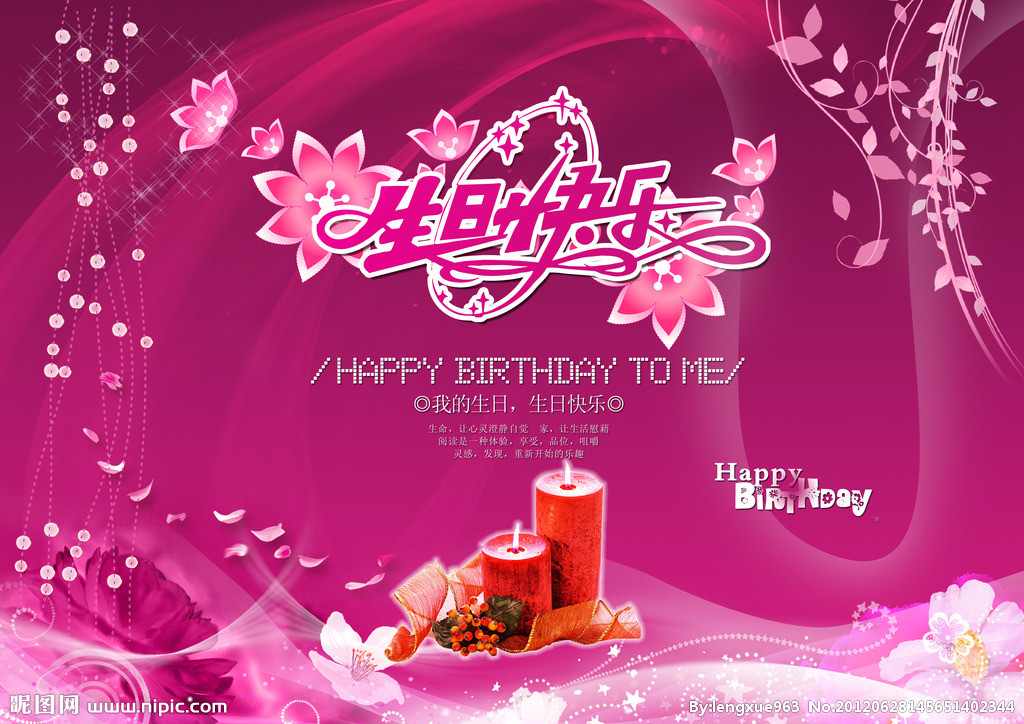 生日快乐
/HAPPY BIRTHDAY TO ME/
◎我的生日，生日快乐◎
生命，让心灵澄静自觉　家，让生活慰藉
阅读是一种体验，享受，品位，咀嚼
灵感，发现，重新开始的乐趣
Happy
BirthDay
昵图网 www.nipic.com
By:lengxue963 No:20120628145651402344